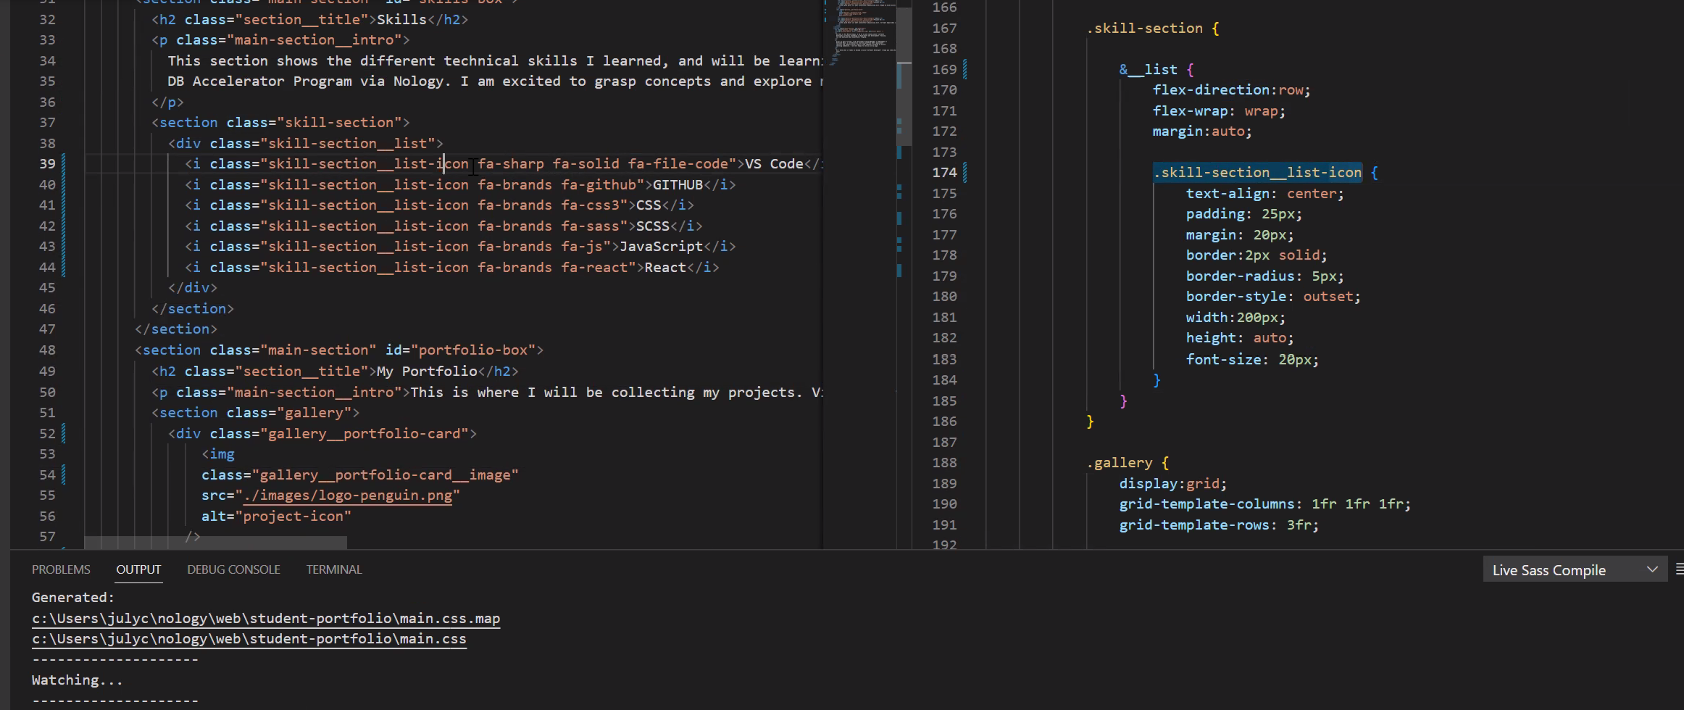 32 <h2 class="section__title">Skills</h2>
33 <p class="main-section__intro">
34 This section shows the different technical skills I learned, and will be learni
35 DB Accelerator Program via Nology. I am excited to grasp concepts and explore
36 </p>
37 <section class="skill-section">
38 <div class="skill-section__list">
39 <i class="skill-section__list-icon fa-sharp fa-solid fa-file-code">VS Code</i
40 <i class="skill-section__list-icon fa-brands fa-github">GITHUB</i>
41 <i class="skill-section__list-icon fa-brands fa-css3">CSS</i>
42 <i class="skill-section__list-icon fa-brands fa-sass">SCSS</i>
43 <i class="skill-section__list-icon fa-brands fa-js">JavaScript</i>
44 <i class="skill-section__list-icon fa-brands fa-react">React</i>
45 </div>
46 </section>
47 </section>
48 <section class="main-section" id="portfolio-box">
49 <h2 class="section__title">My Portfolio</h2>
50 <p class="main-section__intro">This is where I will be collecting my projects. Vi
51 <section class="gallery">
52 <div class="gallery__portfolio-card">
53 <img
54 class="gallery__portfolio-card__image"
55 src="./images/logo-penguin.png"
56 alt="project-icon"
57 />
166
167 .skill-section {
168
169 &__list {
170 flex-direction:row;
171 flex-wrap: wrap;
172 margin:auto;
173
174 .skill-section__list-icon {
175 text-align: center;
176 padding: 25px;
177 margin: 20px;
178 border:2px solid;
179 border-radius: 5px;
180 border-style: outset;
181 width:200px;
182 height: auto;
183 font-size: 20px;
184 }
185 }
186 }
187
188 .gallery {
189 display:grid;
190 grid-template-columns: 1fr 1fr 1fr;
191 grid-template-rows: 3fr;
192
PROBLEMS OUTPUT DEBUG CONSOLE TERMINAL
Live Sass Compile
Generated:
c:\Users\julyc\nology\web\student-portfolio\main.css.map
c:\Users\julyc\nology\web\student-portfolio\main.css
--------------------
Watching...
--------------------